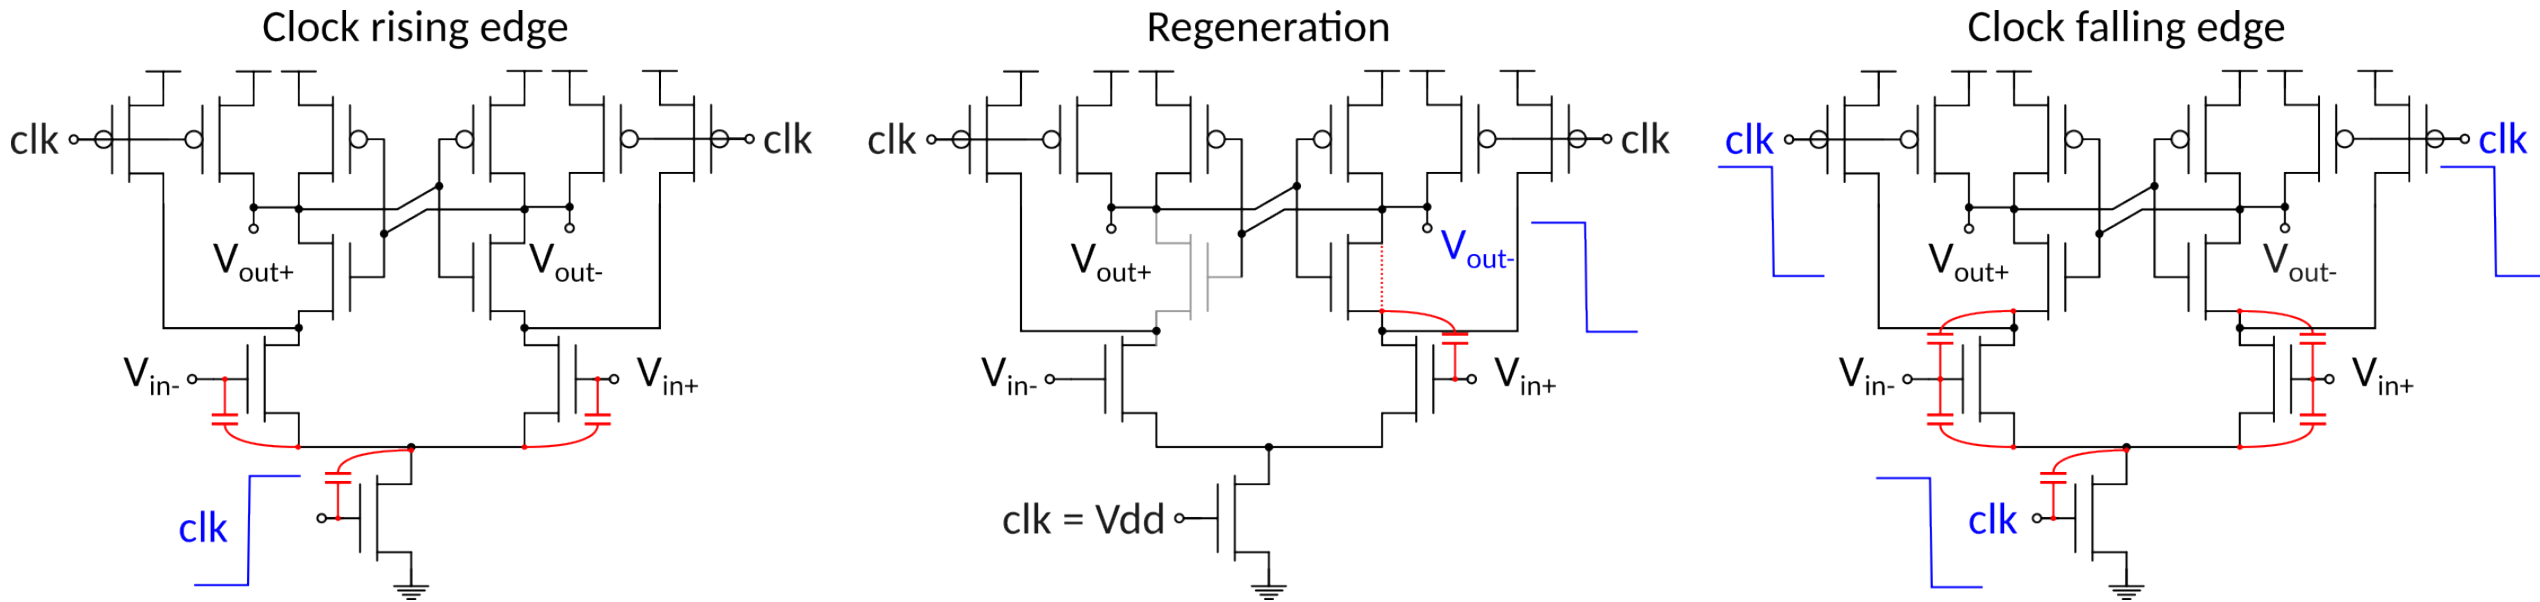 Clock rising edge
clk
clk
Vout+
Vout-
Vin-
Vin+
clk
Regeneration
clk
clk
Vout+
Vout-
Vin-
Vin+
clk = Vdd
Clock falling edge
clk
clk
Vout+
Vout-
Vin-
Vin+
clk